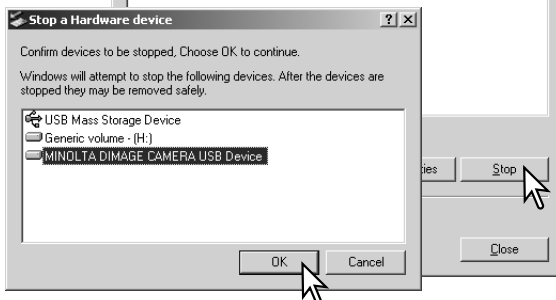 Stop a Hardware device
Confirm devices to be stopped, Choose OK to continue.
Windows will attempt to stop the following devices. After the devices are
stopped they may be removed safely.
USB Mass Storage Device
Generic volume - (H:)
MINOLTA DIMAGE CAMERA USB Device
OK
Cancel
ties
Stop
Close